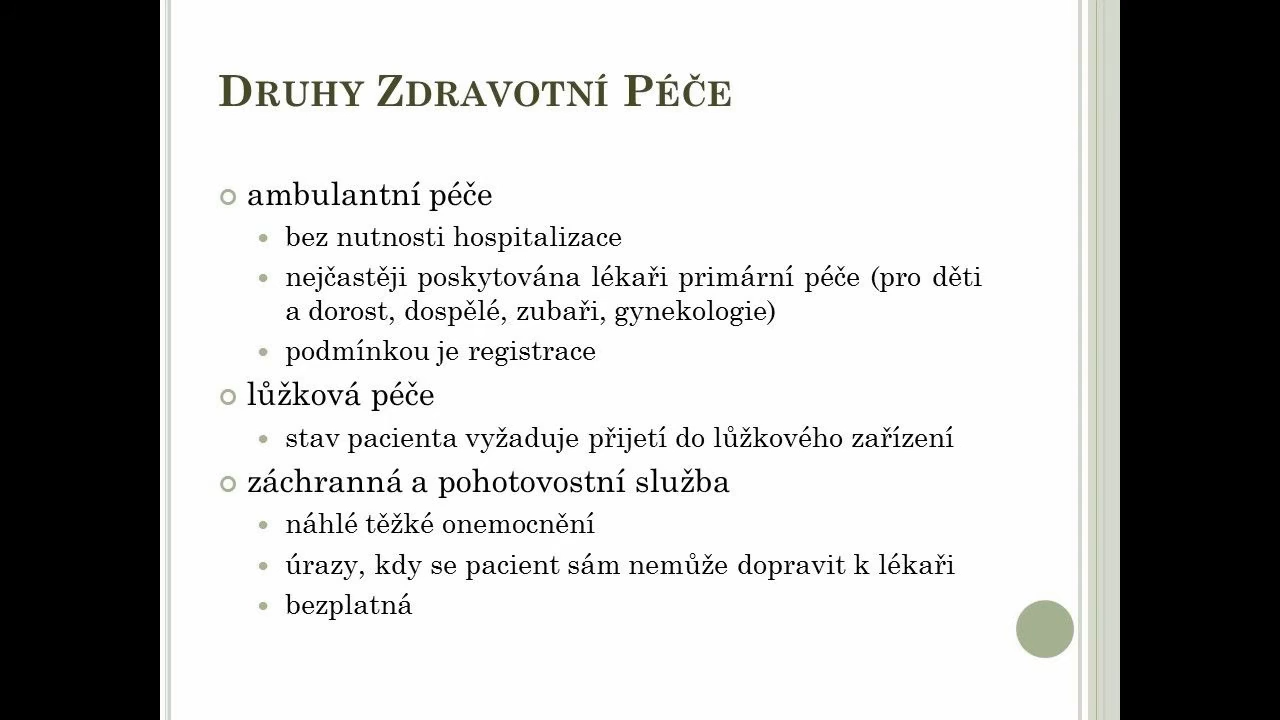 Druhy Zdravotní Péče
ambulantní péče
bez nutnosti hospitalizace
nejčastěji poskytována lékaři primární péče (pro děti
a dorost, dospělé, zubaři, gynekologie)
podmínkou je registrace
lůžková péče
stav pacienta vyžaduje přijetí do lůžkového zařízení
záchranná a pohotovostní služba
náhlé těžké onemocnění
úrazy, kdy se pacient sám nemůže dopravit k lékaři
bezplatná